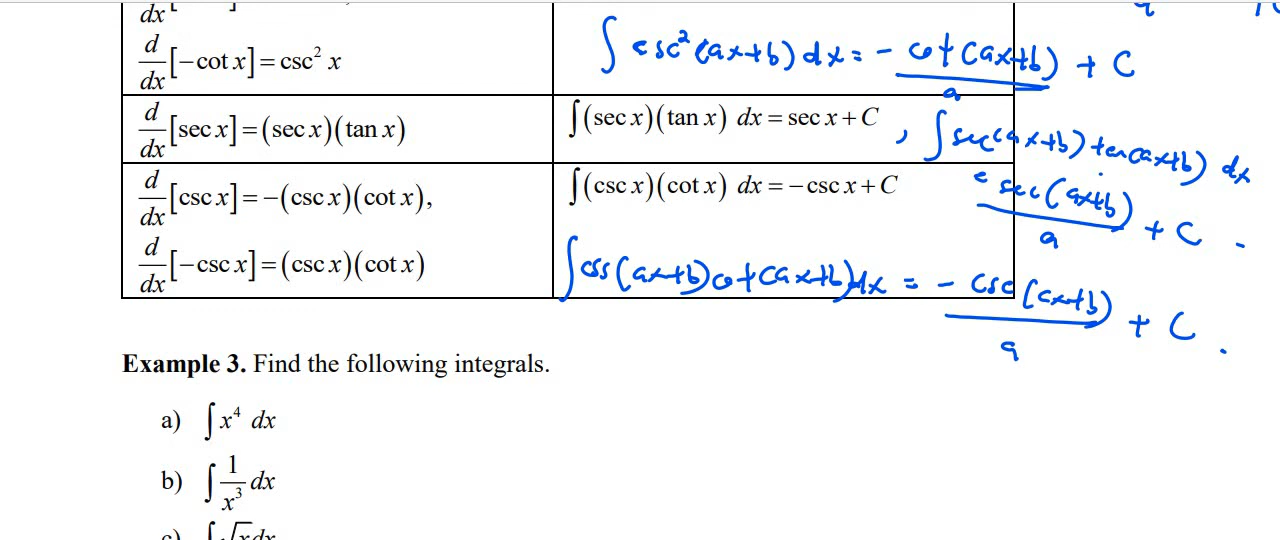 d/dx[
d/dx[-cot x] = csc² x
∫ csc²(ax+b) dx = - cot(ax+b)/a + C
d/dx[sec x] = (sec x)(tan x)
∫(sec x)(tan x) dx = sec x + C , ∫ sec(ax+b) tan(ax+b) dx
= sec(ax+b)/a + C .
d/dx[csc x] = -(csc x)(cot x),
∫(csc x)(cot x) dx = -csc x + C
d/dx[-csc x] = (csc x)(cot x)
∫ csc(ax+b) cot(ax+b) dx = - csc(ax+b)/a + C .
Example 3. Find the following integrals.
a) ∫ x⁴ dx
b) ∫ 1/x³ dx
c) ∫ √x dx